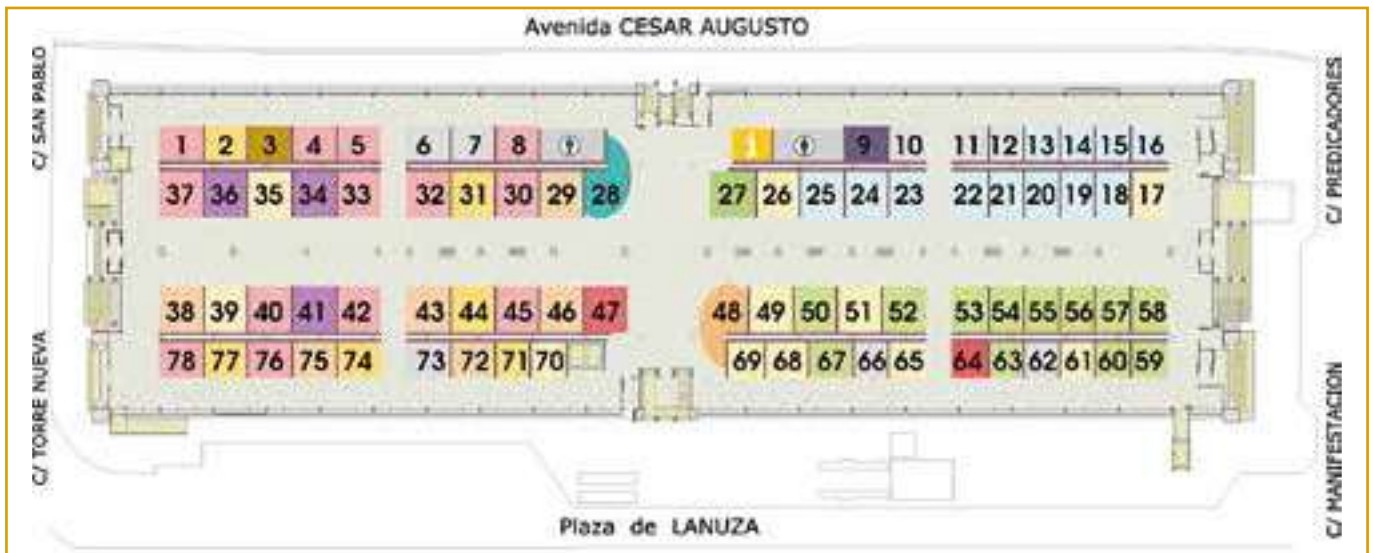 Avenida CESAR AUGUSTO
C/ SAN PABLO
C/ PREDICADORES
1 2 3 4 5 6 7 8 9 10 11 12 13 14 15 16
37 36 35 34 33 32 31 30 29 28 27 26 25 24 23 22 21 20 19 18 17
38 39 40 41 42 43 44 45 46 47 48 49 50 51 52 53 54 55 56 57 58
78 77 76 75 74 73 72 71 70 69 68 67 66 65 64 63 62 61 60 59
C/ TORRE NUEVA
C/ MANIFESTACION
Plaza de LANUZA